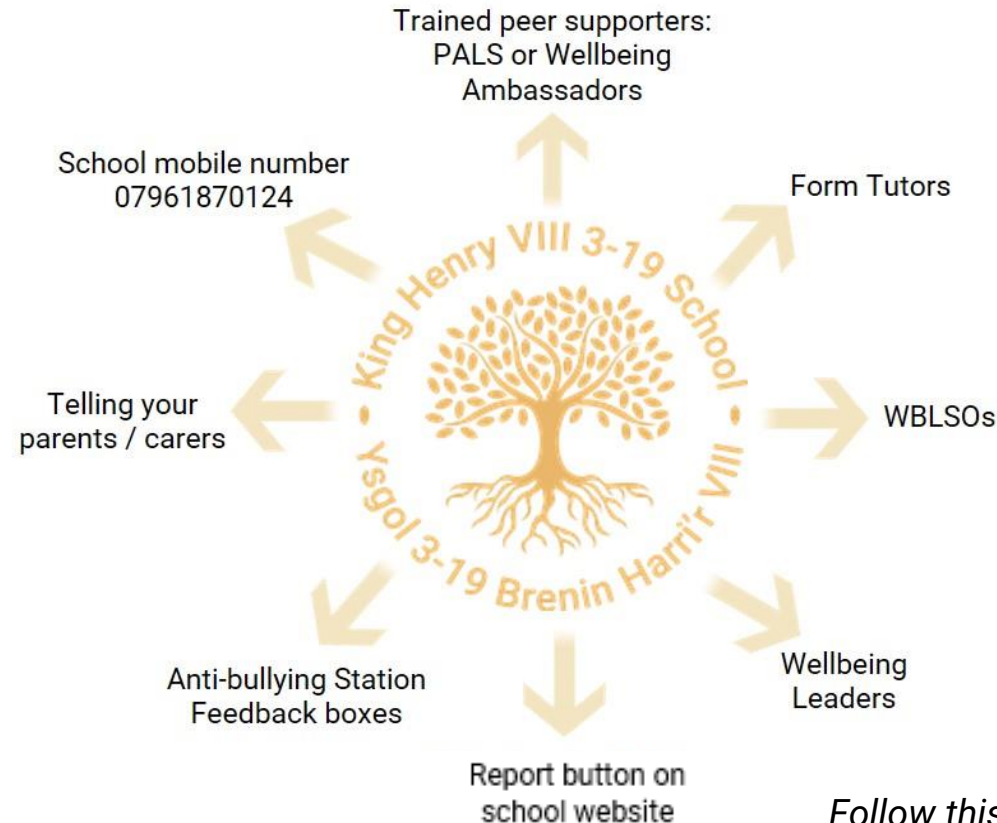 Trained peer supporters:
PALS or Wellbeing
Ambassadors
School mobile number
07961870124
Form Tutors
King Henry VIII 3-19 School
Telling your
parents / carers
WBLSOs
• Ysgol 3-19 Brenin Harri'r VIII •
Anti-bullying Station
Feedback boxes
Wellbeing
Leaders
Report button on
school website
Follow this